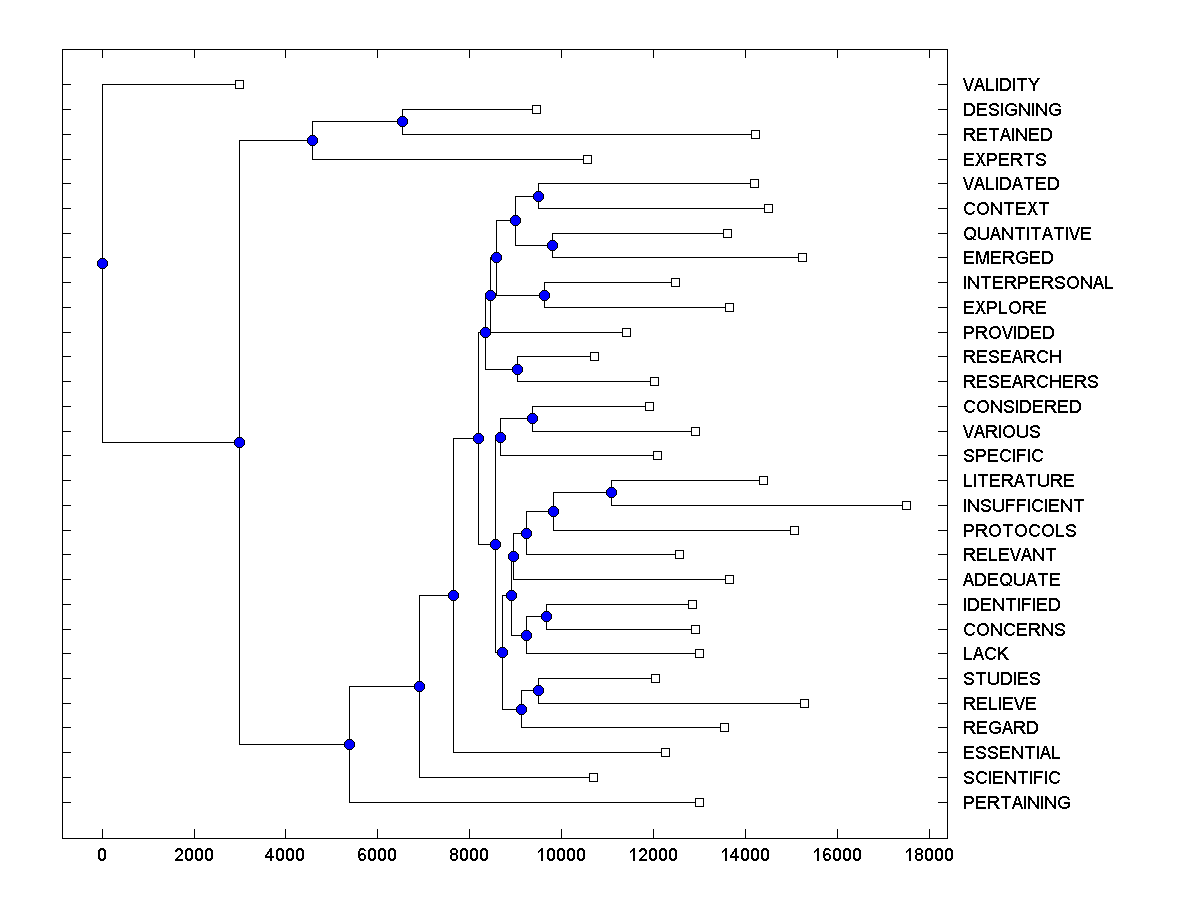 VALIDITY
DESIGNING
RETAINED
EXPERTS
VALIDATED
CONTEXT
QUANTITATIVE
EMERGED
INTERPERSONAL
EXPLORE
PROVIDED
RESEARCH
RESEARCHERS
CONSIDERED
VARIOUS
SPECIFIC
LITERATURE
INSUFFICIENT
PROTOCOLS
RELEVANT
ADEQUATE
IDENTIFIED
CONCERNS
LACK
STUDIES
RELIEVE
REGARD
ESSENTIAL
SCIENTIFIC
PERTAINING
0 2000 4000 6000 8000 10000 12000 14000 16000 18000